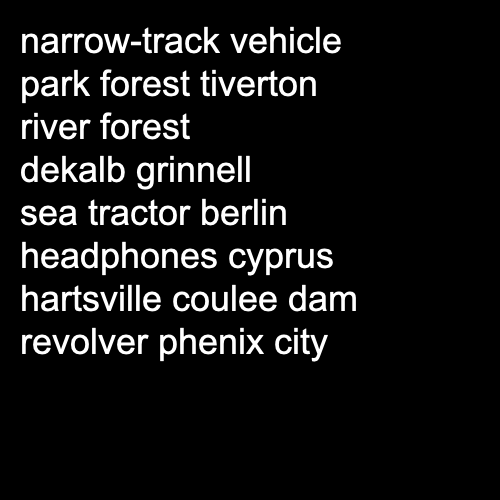 narrow-track vehicle
park forest tiverton
river forest
dekalb grinnell
sea tractor berlin
headphones cyprus
hartsville coulee dam
revolver phenix city